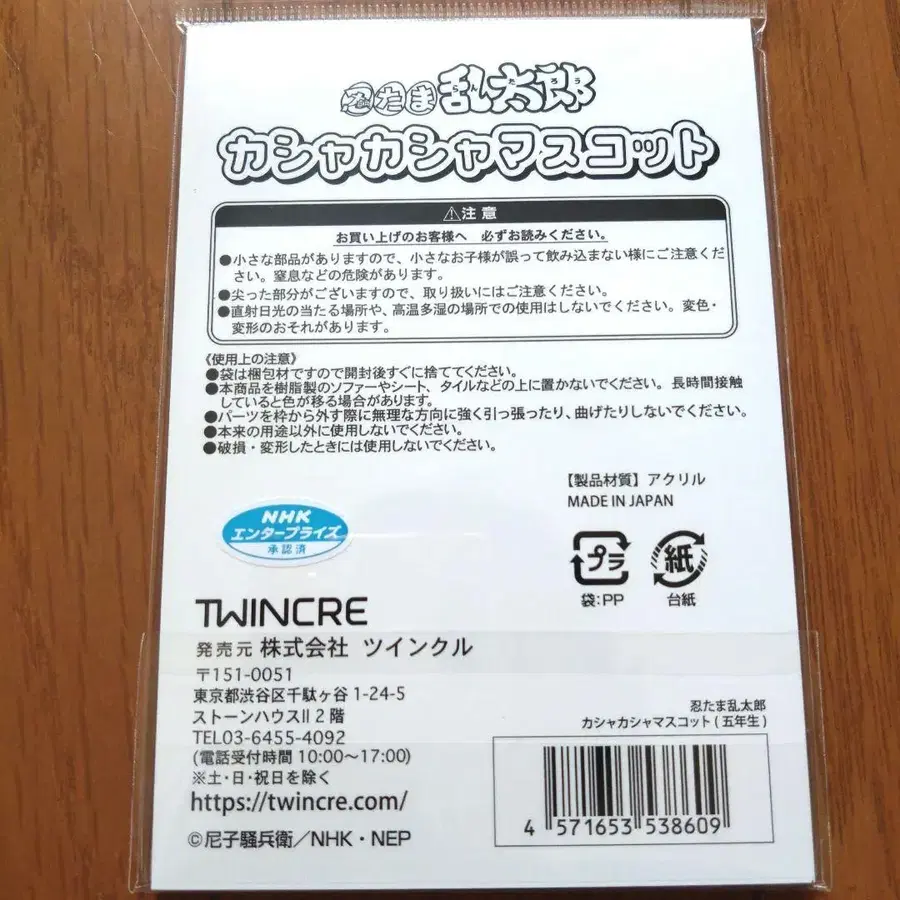 忍たま乱太郎
らんたろう
カシャカシャマスコット
⚠注意
お買い上げのお客様へ 必ずお読みください。
●小さな部品がありますので、小さなお子様が誤って飲み込まない様にご注意くだ
さい。窒息などの危険があります。
●尖った部分がございますので、取り扱いにはご注意ください。
●直射日光の当たる場所や、高温多湿の場所での使用はしないでください。変色・
変形のおそれがあります。
《使用上の注意》
●袋は梱包材ですので開封後すぐに捨ててください。
●本商品を樹脂製のソファーやシート、タイルなどの上に置かないでください。長時間接触
していると色が移る場合があります。
●パーツを枠から外す際に無理な方向に強く引っ張ったり、曲げたりしないでください。
●本来の用途以外に使用しないでください。
●破損・変形したときには使用しないでください。
【製品材質】アクリル
MADE IN JAPAN
NHK
エンタープライズ
承認済
プラ
袋:PP
紙
台紙
TWINCRE
発売元 株式会社 ツインクル
〒151-0051
東京都渋谷区千駄ヶ谷 1-24-5
ストーンハウスII 2階
TEL03-6455-4092
(電話受付時間 10:00～17:00)
※土・日・祝日を除く
https://twincre.com/
©尼子騒兵衛／NHK・NEP
忍たま乱太郎
カシャカシャマスコット(五年生)
4 571653 538609